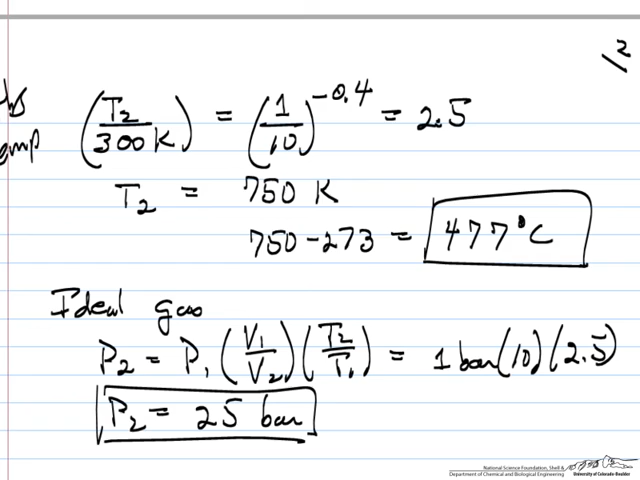 2
(T2/300K) = (1/10)^-0.4 = 2.5
T2 = 750 K
750 - 273 = 477°C
Ideal gas
P2 = P1 (V1/V2)(T2/T1) = 1 bar(10)(2.5)
P2 = 25 bar
National Science Foundation, Shell &
Department of Chemical and Biological Engineering
University of Colorado Boulder